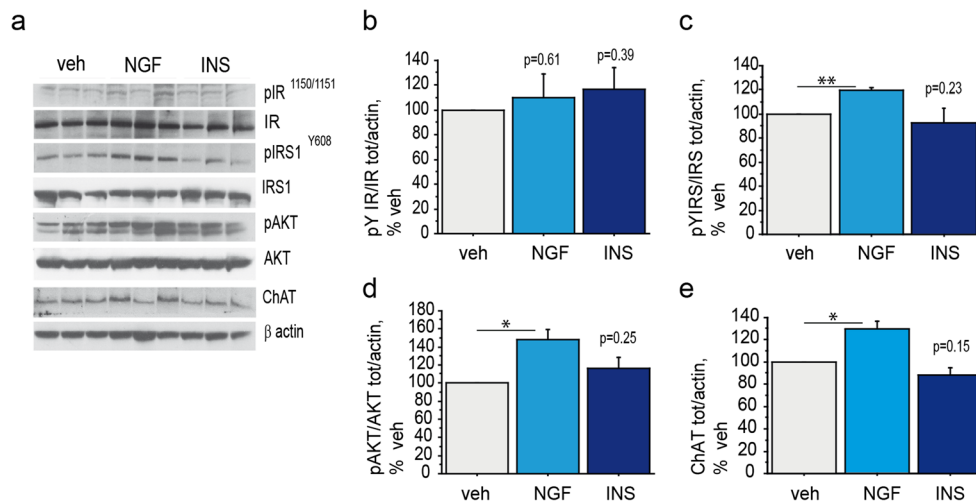 a
veh NGF INS
pIR 1150/1151
IR
pIRS1 Y608
IRS1
pAKT
AKT
ChAT
β actin
b
pY IR/IR tot/actin,
% veh
140
120
100
80
60
40
20
0
p=0.61
p=0.39
veh NGF INS
c
pYIRS/IRS tot/actin,
% veh
140
120
100
80
60
40
20
0
**
p=0.23
veh NGF INS
d
pAKT/AKT tot/actin,
% veh
180
160
140
120
100
80
60
40
20
0
*
p=0.25
veh NGF INS
e
ChAT tot/actin,
% veh
140
120
100
80
60
40
20
0
*
p=0.15
veh NGF INS